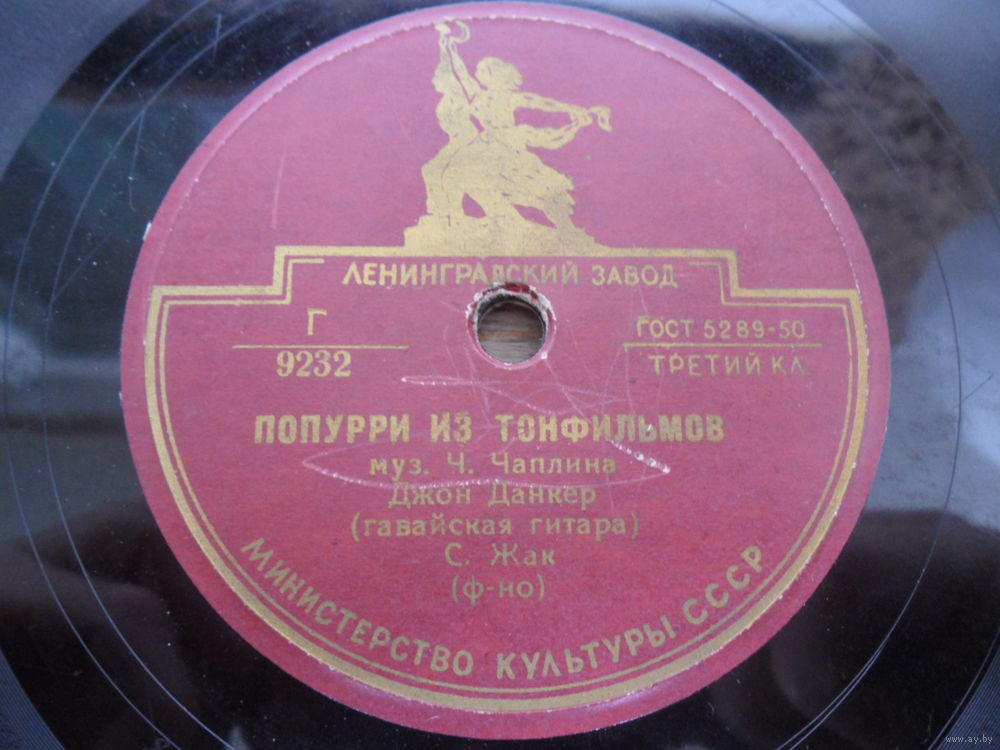 ЛЕНИНГРАДСКИЙ ЗАВОД
Г
9232
ГОСТ 5289-50
ТРЕТИЙ КЛ.
ПОПУРРИ ИЗ ТОНФИЛЬМОВ
муз. Ч. Чаплина
Джон Данкер
(гавайская гитара)
С. Жак
(ф-но)
МИНИСТЕРСТВО КУЛЬТУРЫ СССР
www.ay.by